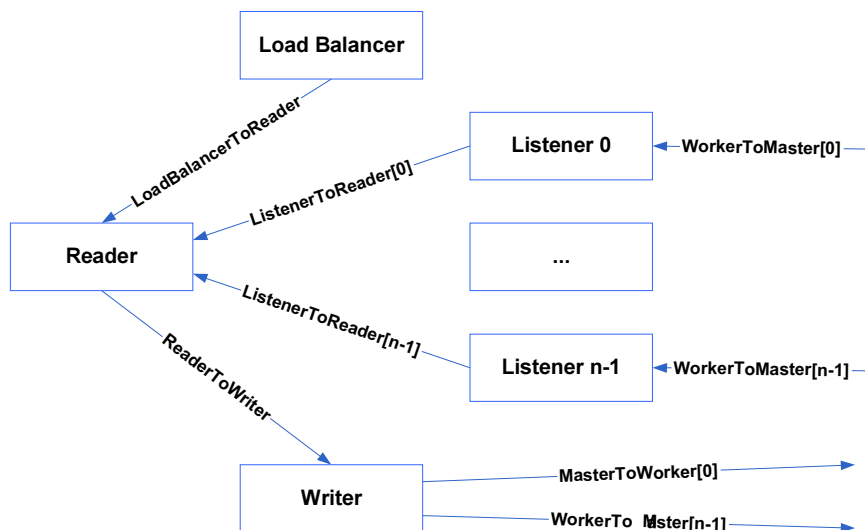 Load Balancer
LoadBalancerToReader
Listener 0
WorkerToMaster[0]
ListenerToReader[0]
Reader
...
ListenerToReader[n-1]
ReaderToWriter
Listener n-1
WorkerToMaster[n-1]
Writer
MasterToWorker[0]
WorkerTo Master[n-1]